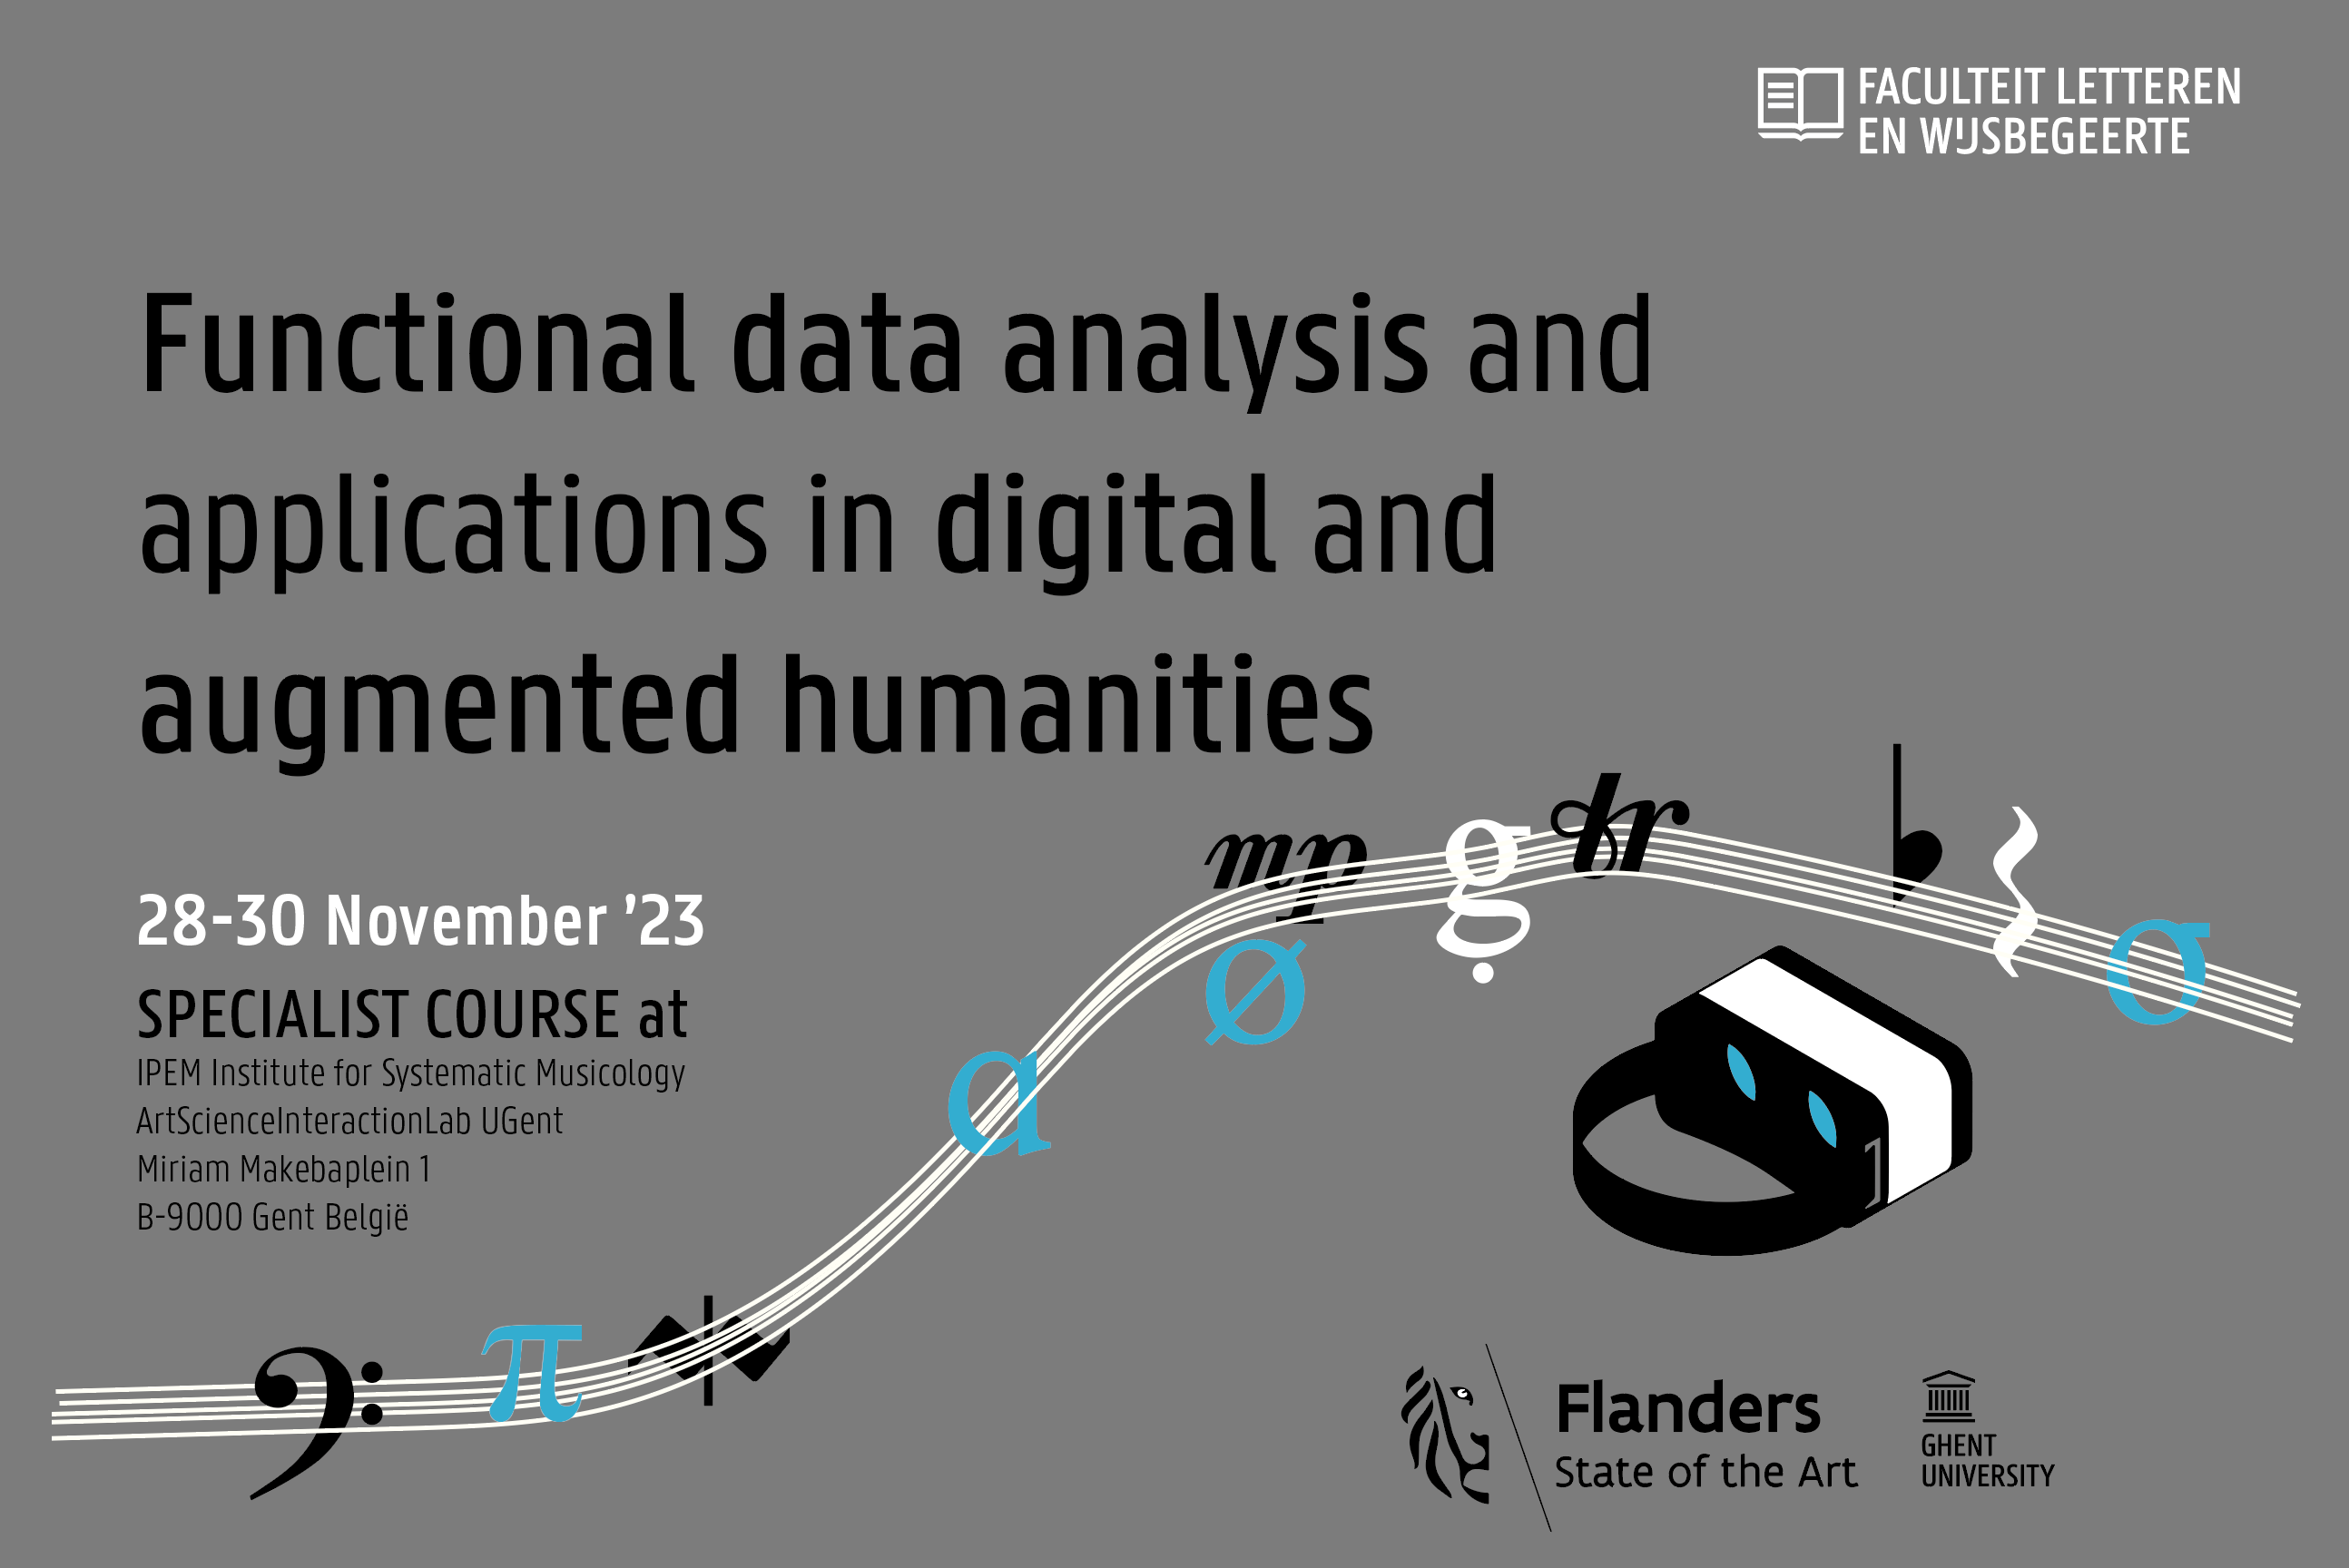 FACULTEIT LETTEREN
EN WIJSBEGEERTE
Functional data analysis and
applications in digital and
augmented humanities
28-30 November '23
SPECIALIST COURSE at
IPEM Institute for Systematic Musicology
ArtScienceInteractionLab UGent
Miriam Makebaplein 1
B-9000 Gent België
mp
g
tr
α
ø
σ
π
Flanders
State of the Art
GHENT
UNIVERSITY